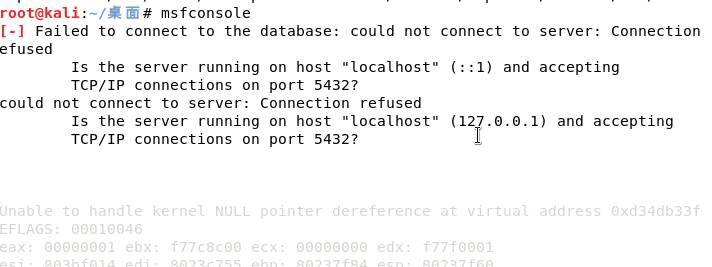 root@kali:~/桌面# msfconsole
[-] Failed to connect to the database: could not connect to server: Connection
efused
Is the server running on host "localhost" (::1) and accepting
TCP/IP connections on port 5432?
could not connect to server: Connection refused
Is the server running on host "localhost" (127.0.0.1) and accepting
TCP/IP connections on port 5432?
Unable to handle kernel NULL pointer dereference at virtual address 0xd34db33f
EFLAGS: 00010046
eax: 00000001 ebx: f77c8c00 ecx: 00000000 edx: f77f0001
esi: 803bf014 edi: 8023c755 ebp: 80237f84 esp: 80237f60